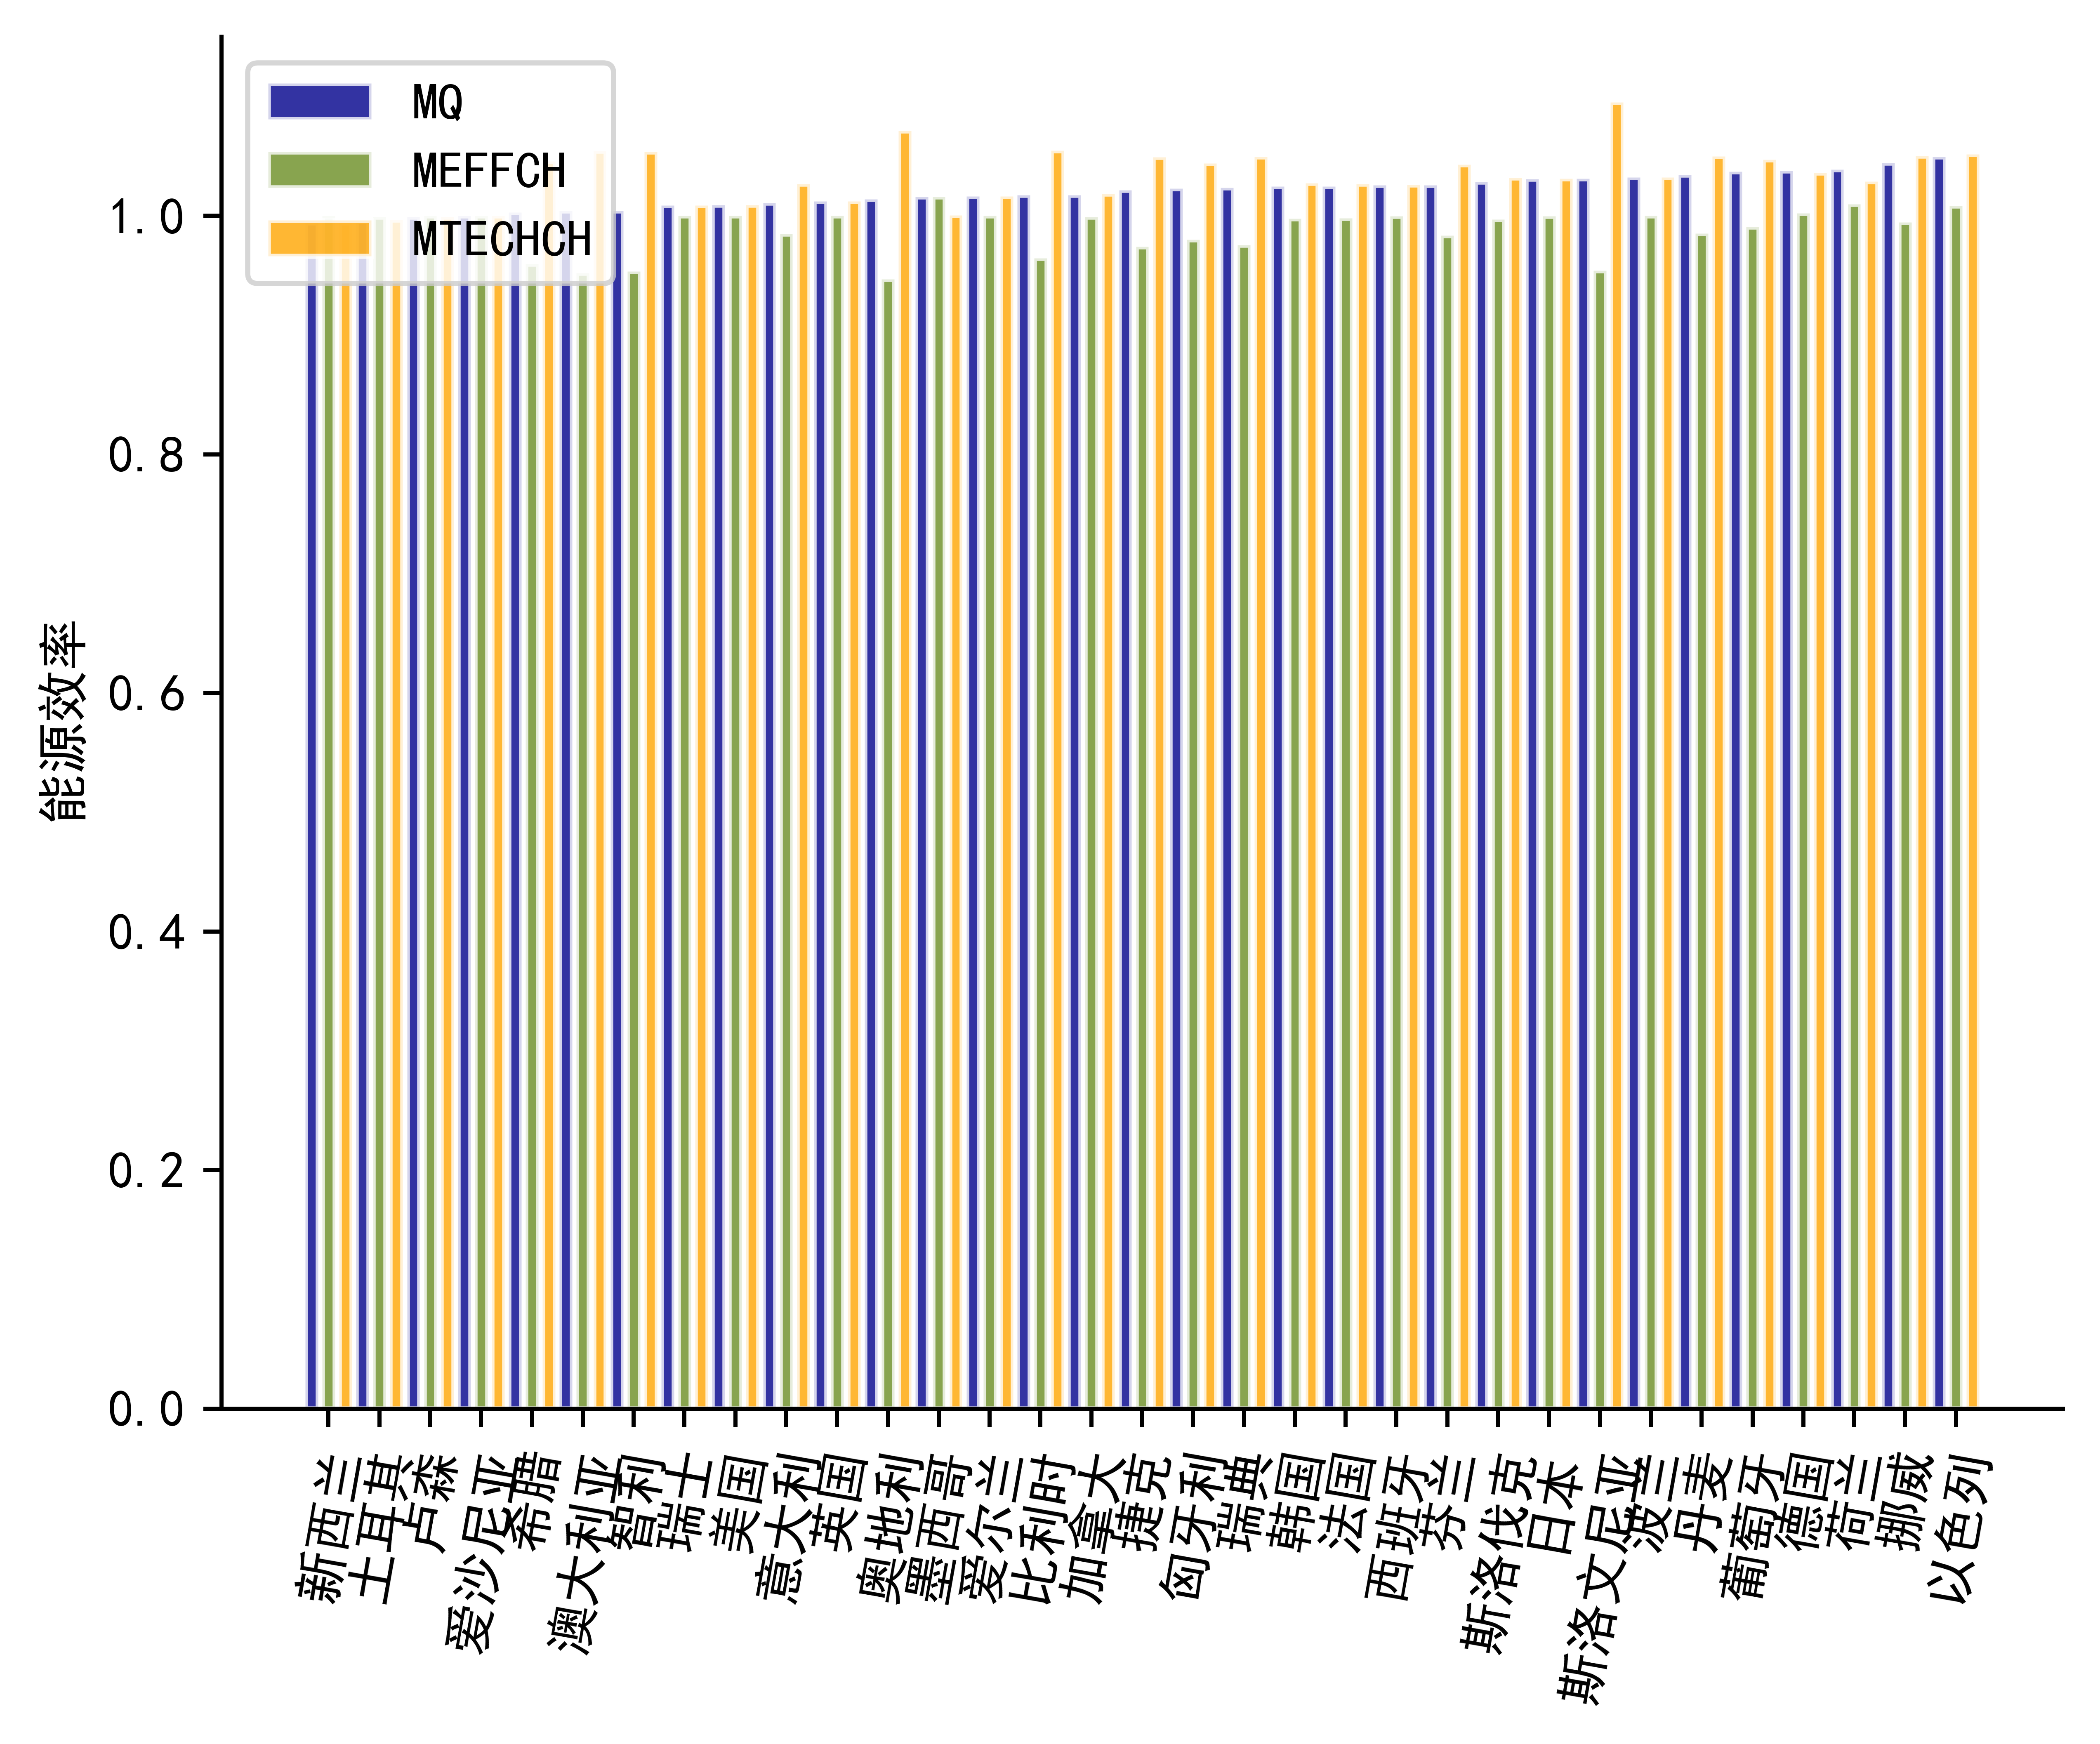 MQ
MEFFCH
MTECHCH
1.0
0.8
0.6
0.4
0.2
0.0
能源效率
新西兰
土耳其
卢森堡
爱沙尼亚
希腊
澳大利亚
智利
瑞士
美国
意大利
英国
奥地利
墨西哥
爱尔兰
比利时
加拿大
捷克
匈牙利
瑞典
韩国
法国
西班牙
芬兰
斯洛伐克
日本
斯洛文尼亚
波兰
丹麦
葡萄牙
德国
荷兰
挪威
以色列